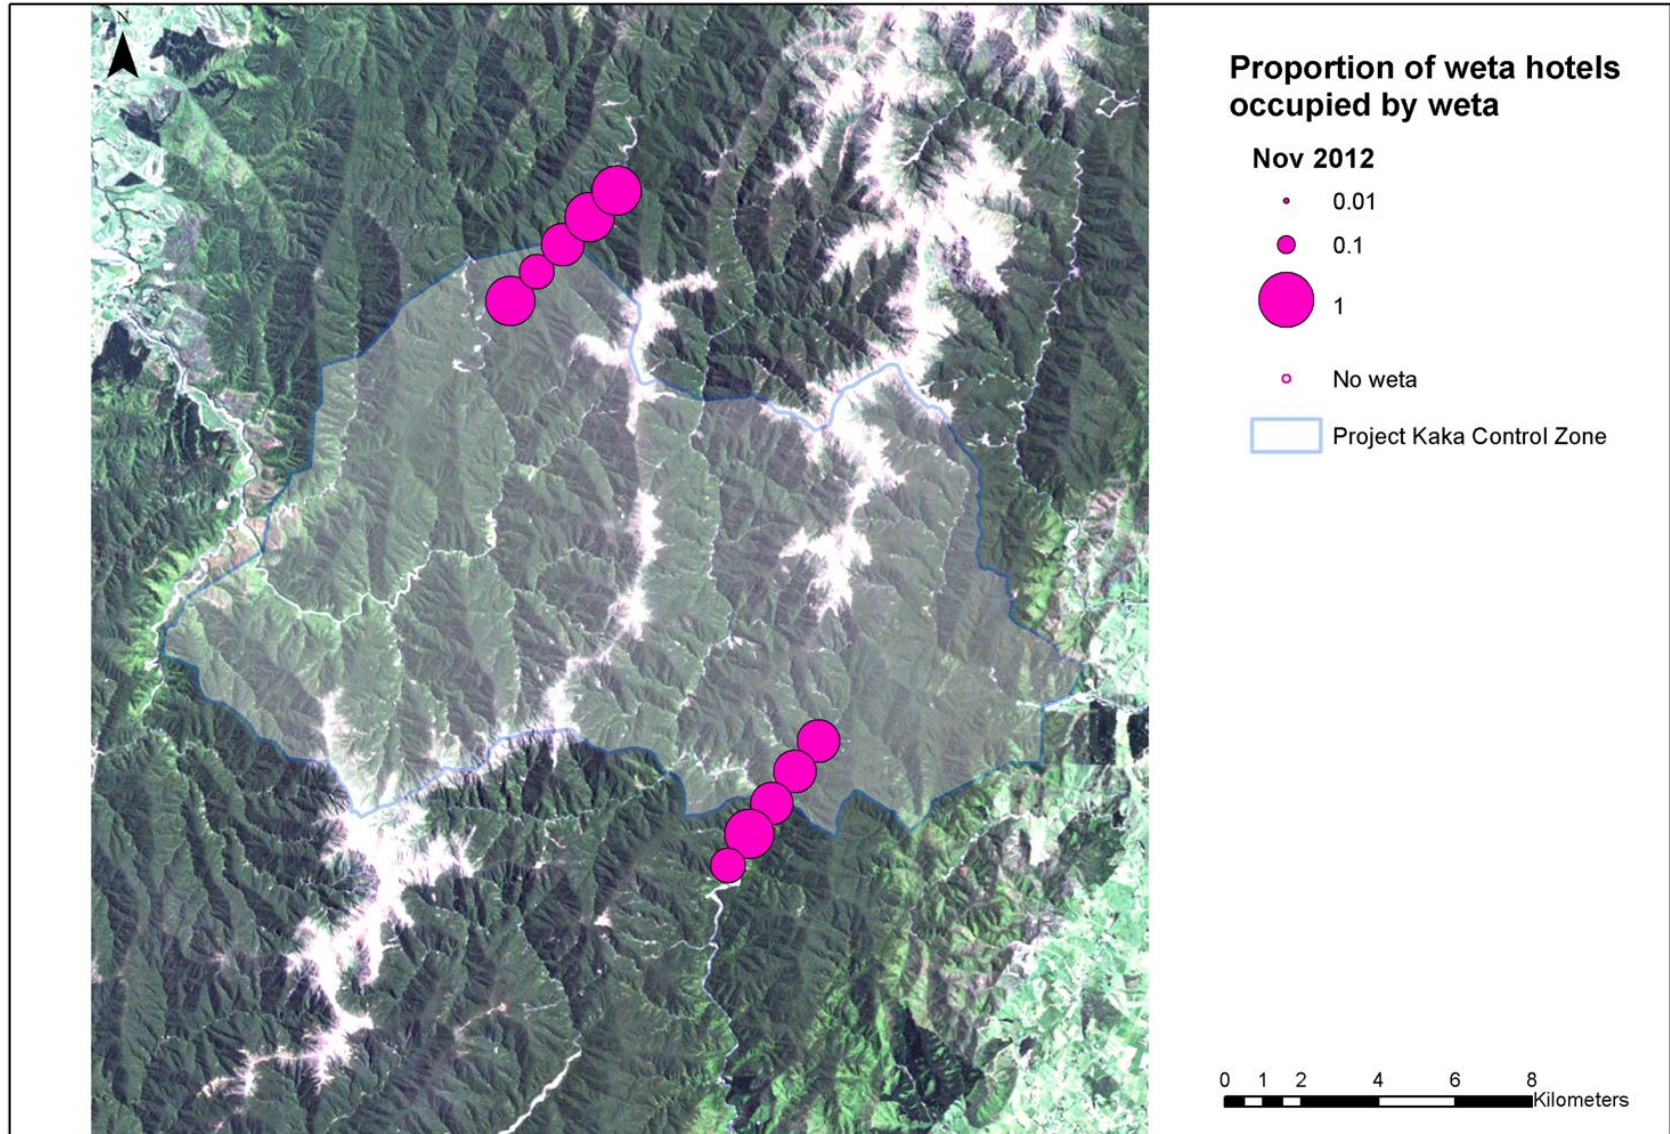 N
Proportion of weta hotels
occupied by weta
Nov 2012
0.01
0.1
1
No weta
Project Kaka Control Zone
0 1 2 4 6 8
Kilometers